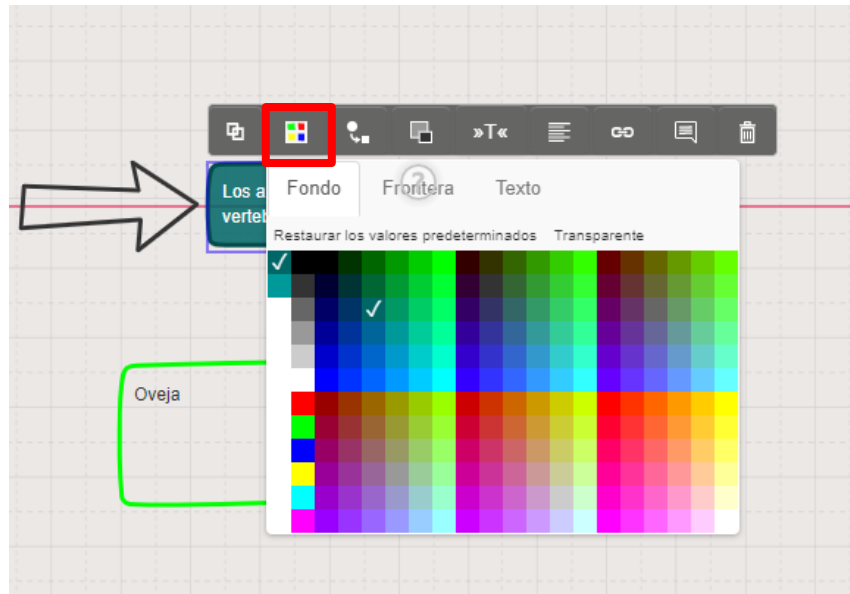 »T«
Los a
verteb
Fondo Frontera Texto
Restaurar los valores predeterminados Transparente
Oveja